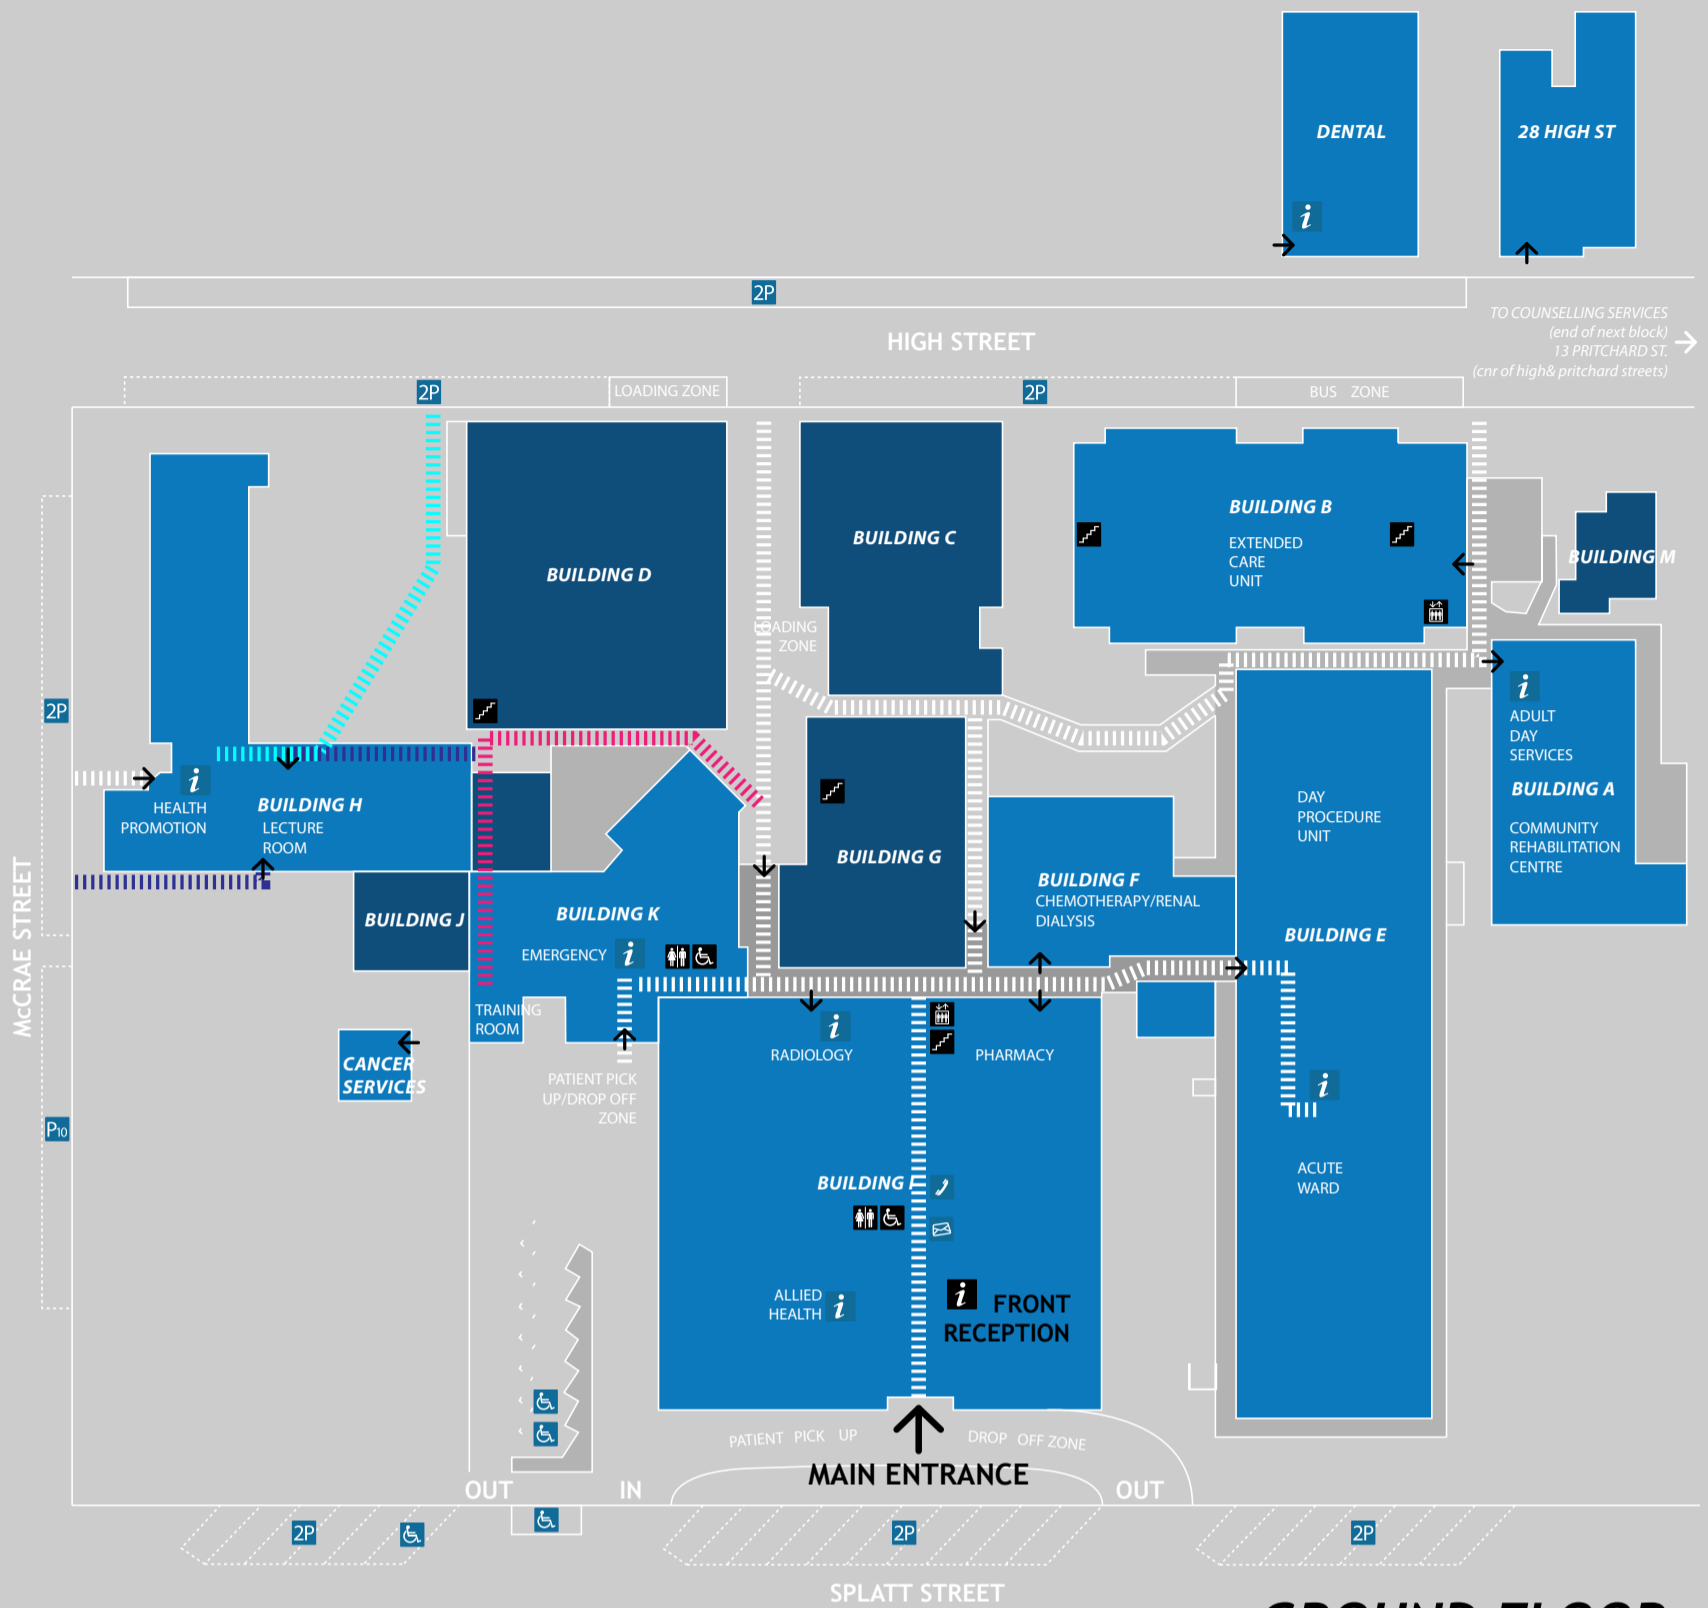 DENTAL
28 HIGH ST
i
2P
HIGH STREET
TO COUNSELLING SERVICES
(end of next block)
13 PRITCHARD ST.
(cnr of high& pritchard streets)
2P
LOADING ZONE
2P
BUS ZONE
BUILDING D
BUILDING C
BUILDING B
EXTENDED
CARE
UNIT
BUILDING M
LOADING
ZONE
2P
i
HEALTH
PROMOTION
BUILDING H
LECTURE
ROOM
i
ADULT
DAY
SERVICES
BUILDING A
COMMUNITY
REHABILITATION
CENTRE
DAY
PROCEDURE
UNIT
BUILDING G
BUILDING F
CHEMOTHERAPY/RENAL
DIALYSIS
BUILDING J
BUILDING K
EMERGENCY
i
BUILDING E
McCRAE STREET
TRAINING
ROOM
CANCER
SERVICES
PATIENT PICK
UP/DROP OFF
ZONE
i
RADIOLOGY
PHARMACY
i
P10
ACUTE
WARD
BUILDING I
ALLIED
HEALTH
i
i
FRONT
RECEPTION
PATIENT PICK UP
DROP OFF ZONE
MAIN ENTRANCE
OUT
IN
OUT
2P
2P
2P
SPLATT STREET
GROUND FLOOR